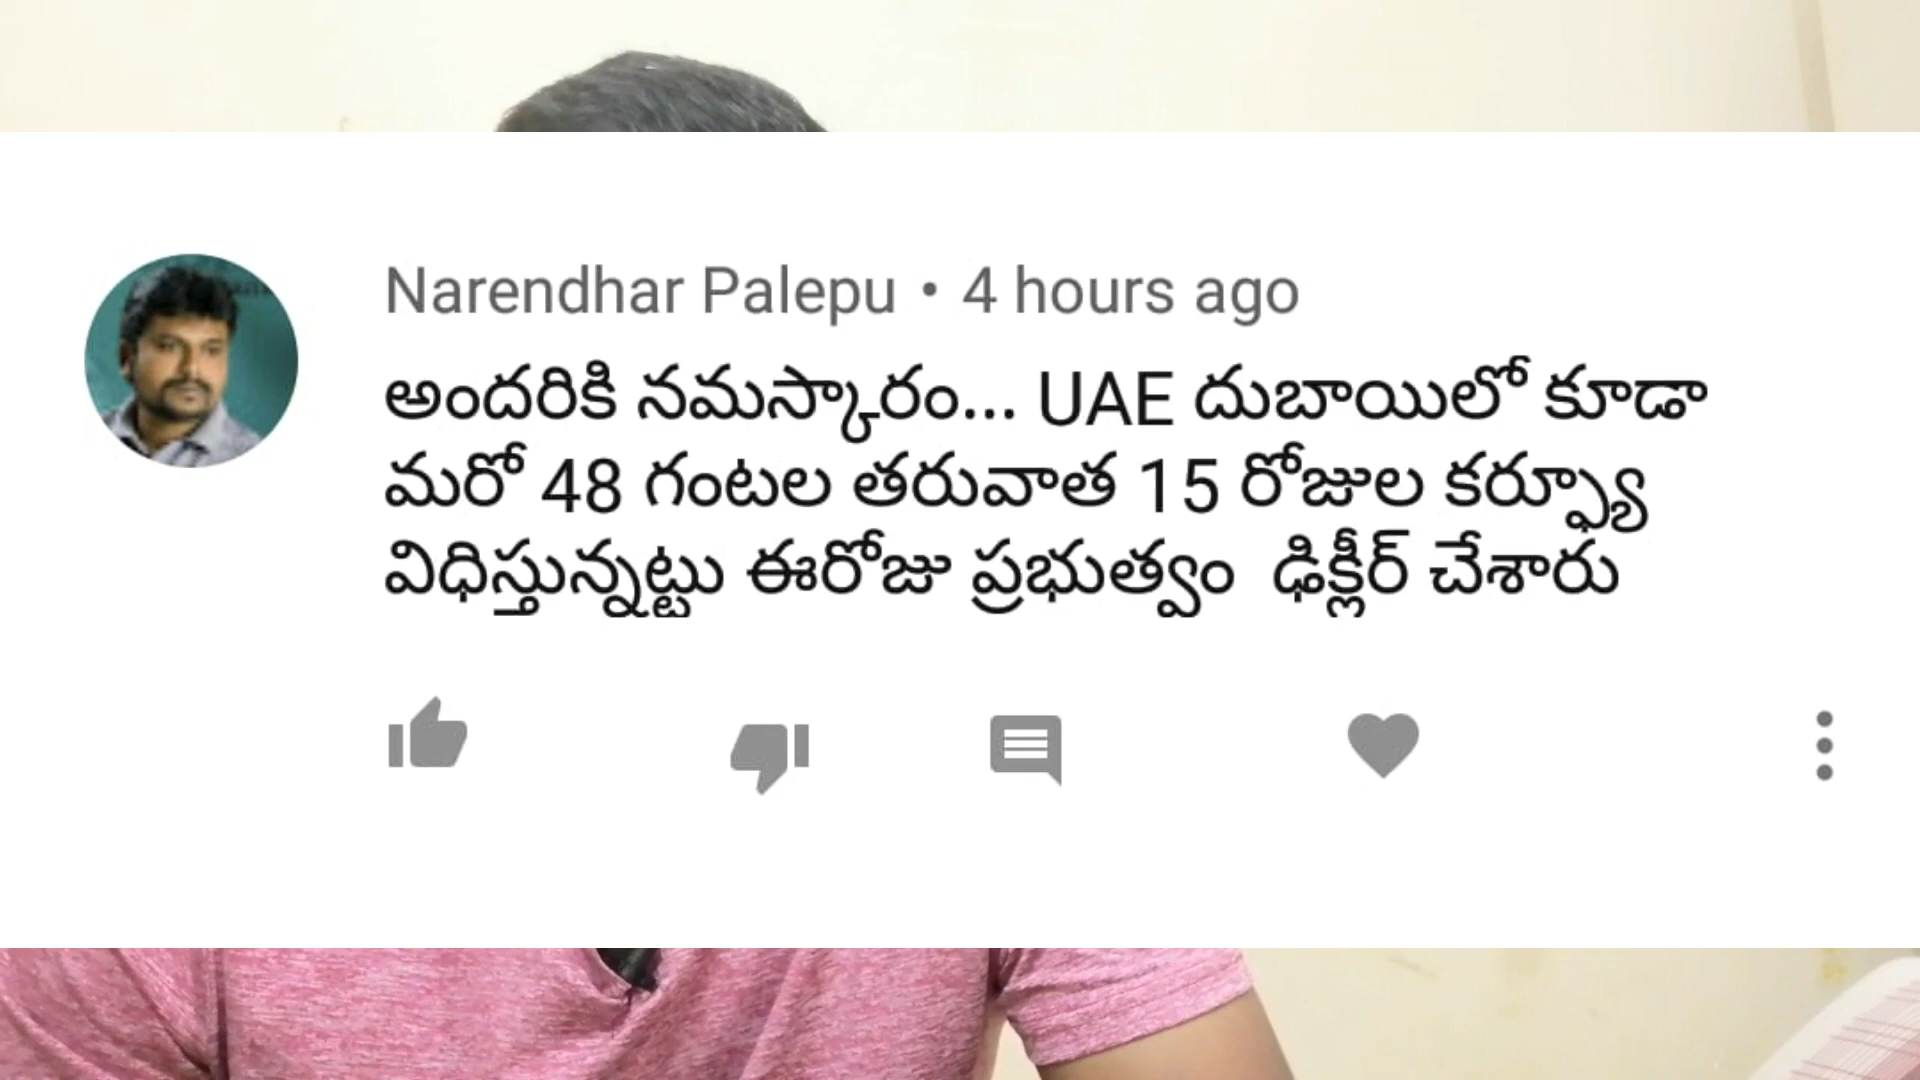 Narendhar Palepu • 4 hours ago
అందరికి నమస్కారం... UAE దుబాయిలో కూడా
మరో 48 గంటల తరువాత 15 రోజుల కర్ఫ్యూ
విధిస్తున్నట్టు ఈరోజు ప్రభుత్వం  ఢిక్లీర్ చేశారు